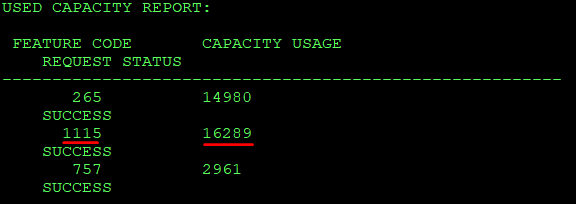 USED CAPACITY REPORT:
FEATURE CODE CAPACITY USAGE
REQUEST STATUS
---------------------------------------------------------
265 14980
SUCCESS
1115 16289
SUCCESS
757 2961
SUCCESS